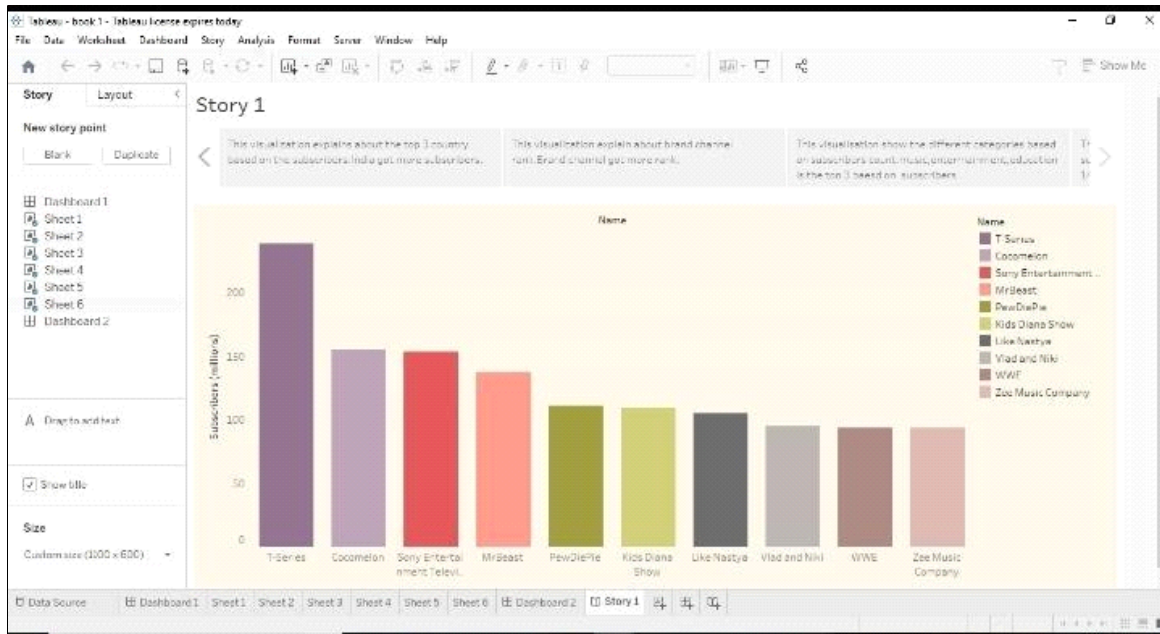 Tableau - book 1 - Tableau license expires today
File Data Worksheet Dashboard Story Analysis Format Server Window Help
Show Me
Story Layout
New story point
Blank Duplicate
Dashboard 1
Sheet 1
Sheet 2
Sheet 3
Sheet 4
Sheet 5
Sheet 6
Dashboard 2
A Drag to add text
Show title
Size
Custom size (1100 x 600)
Story 1
This visualization explains about the top 3 country
based on the subscribers. India got more subscribers.
This visualization explain about brand channel
rank. Brand channel got more rank.
This visualisation show the different categories based
on subscribers count. music, entertainment, education
is the top 3 based on subscribers
Name
Subscribers (millions)
200
150
100
50
0
T-Series Cocomelon Sony Entertai MrBeast PewDiePie Kids Diana Like Nastya Vlad and Niki WWE Zee Music
nment Televi.. Show Company
Name
T-Series
Cocomelon
Sony Entertainment ...
MrBeast
PewDiePie
Kids Diana Show
Like Nastya
Vlad and Niki
WWE
Zee Music Company
Data Source Dashboard 1 Sheet 1 Sheet 2 Sheet 3 Sheet 4 Sheet 5 Sheet 6 Dashboard 2 Story 1